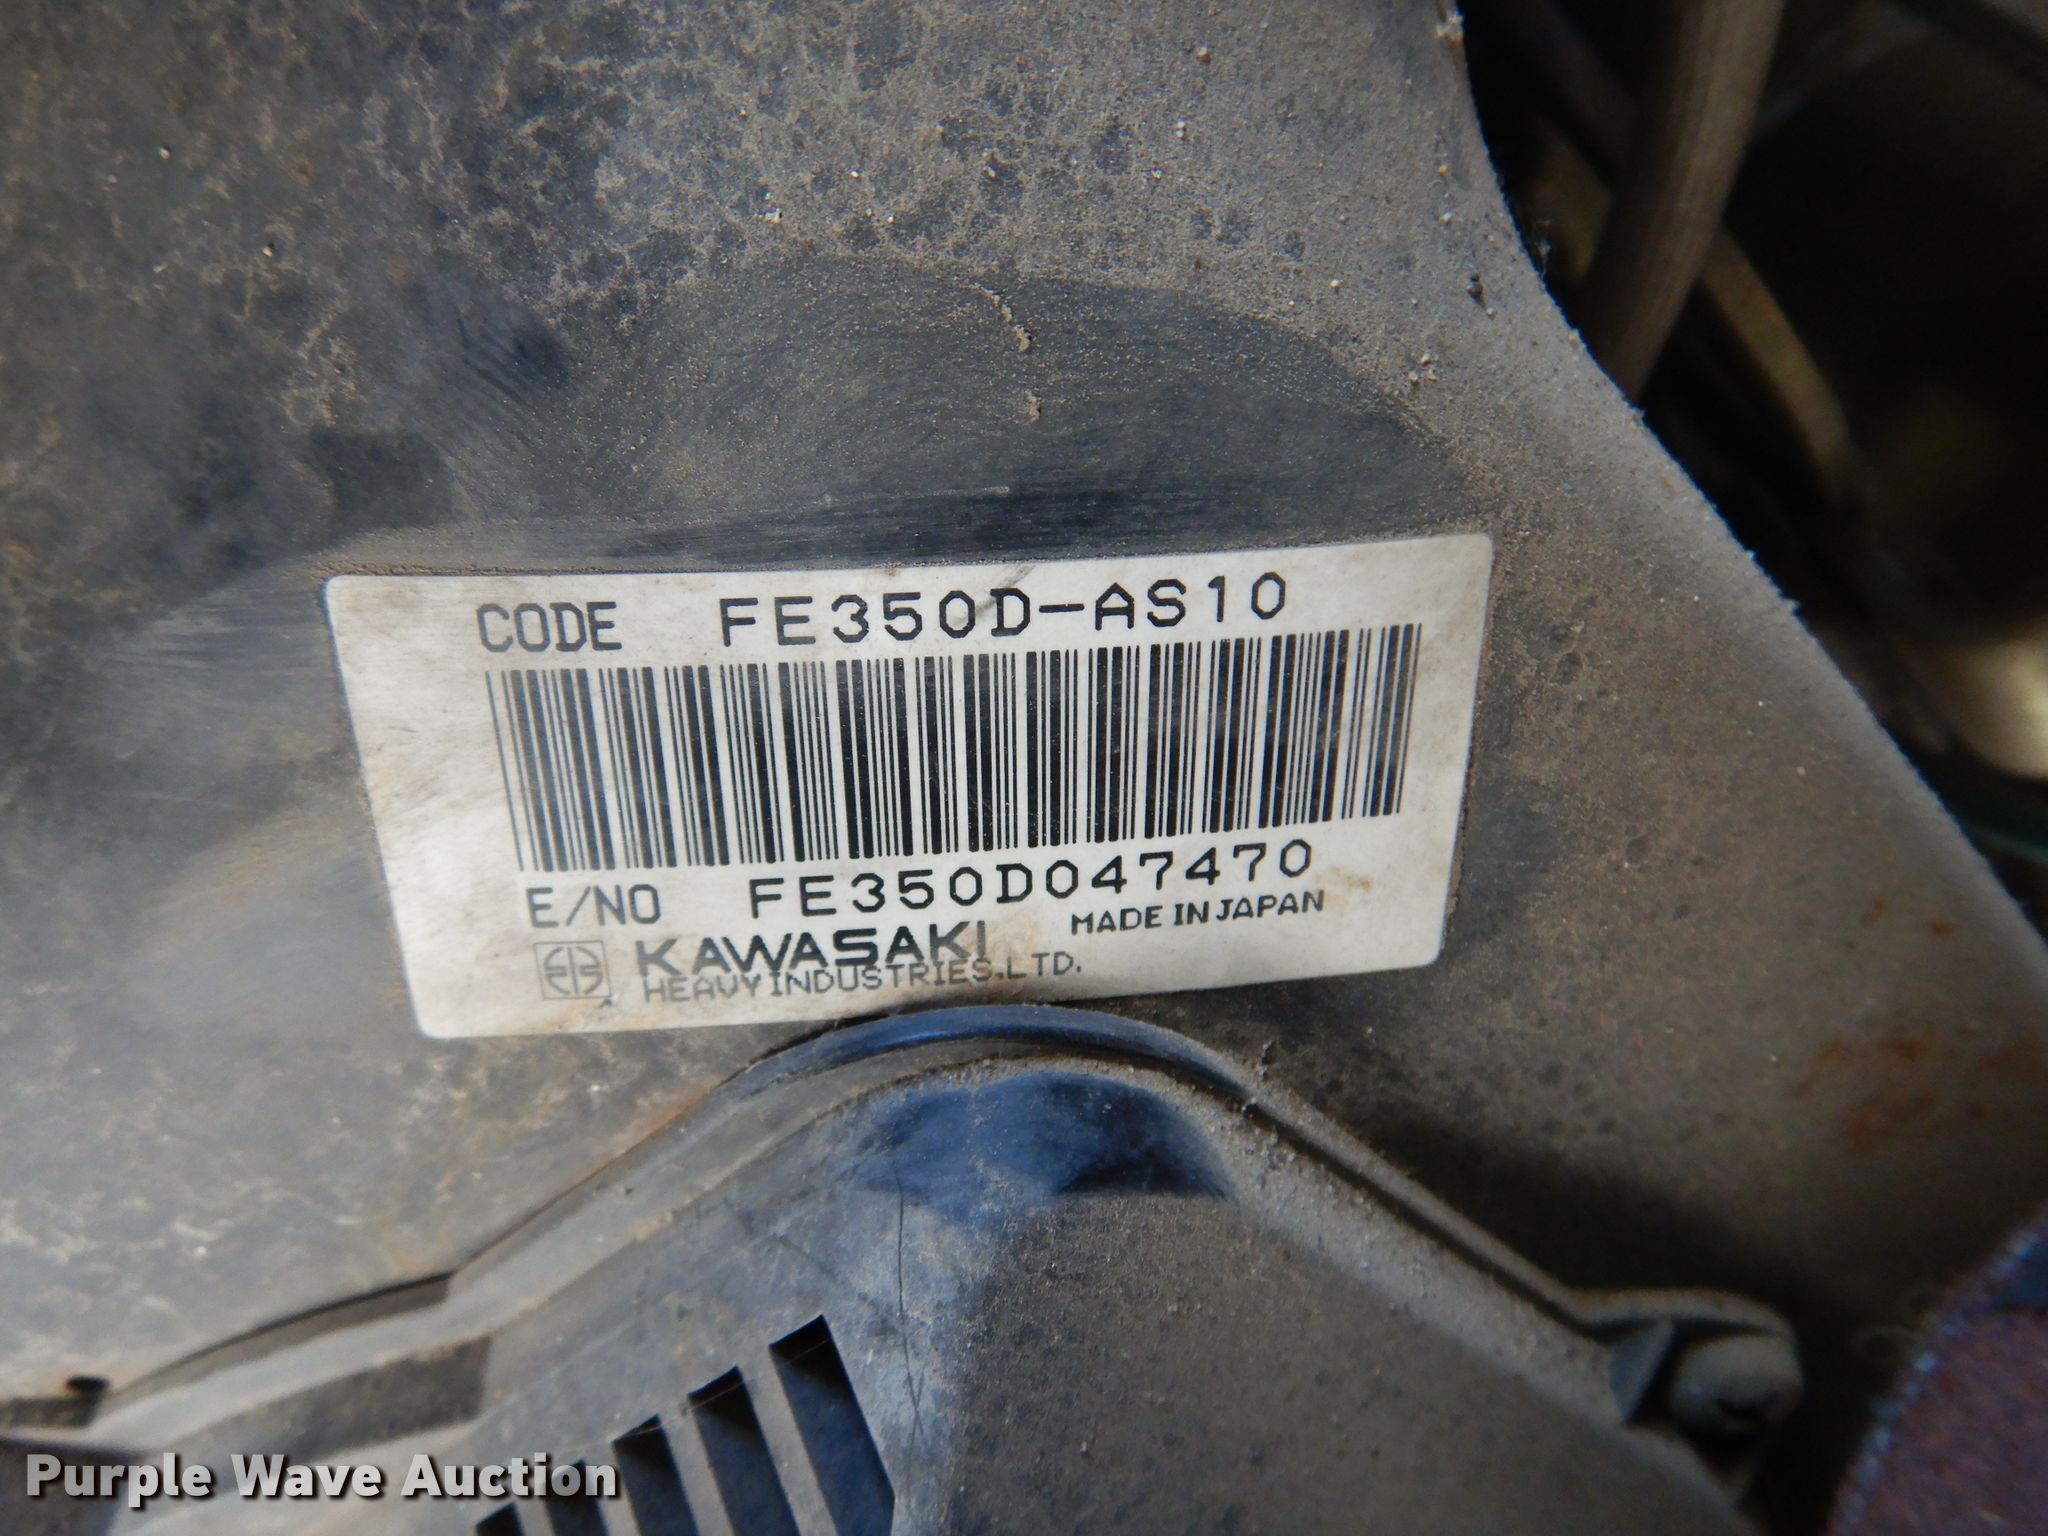 CODE FE350D-AS10
E/NO FE350D047470
KAWASAKI MADE IN JAPAN
HEAVY INDUSTRIES.LTD.
Purple Wave Auction